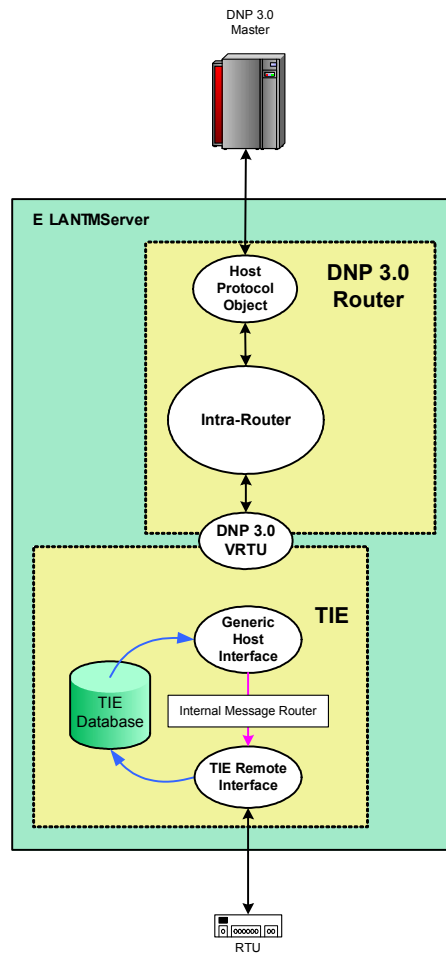 DNP 3.0
Master
E LANTMServer
Host
Protocol
Object
DNP 3.0
Router
Intra-Router
DNP 3.0
VRTU
TIE
Generic
Host
Interface
TIE
Database
Internal Message Router
TIE Remote
Interface
RTU